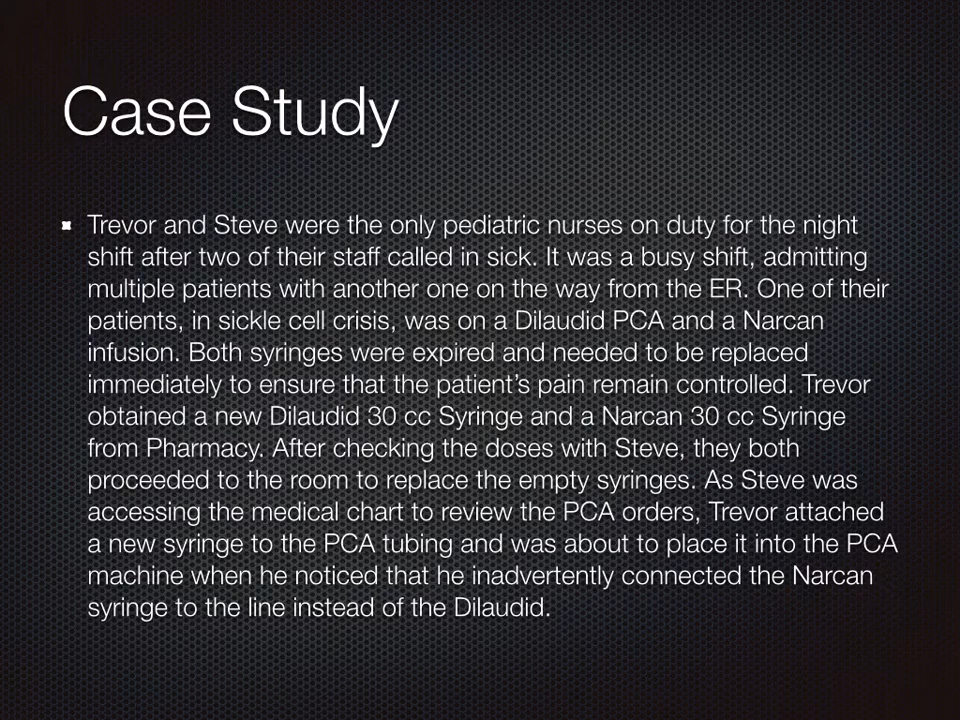 Case Study
Trevor and Steve were the only pediatric nurses on duty for the night
shift after two of their staff called in sick. It was a busy shift, admitting
multiple patients with another one on the way from the ER. One of their
patients, in sickle cell crisis, was on a Dilaudid PCA and a Narcan
infusion. Both syringes were expired and needed to be replaced
immediately to ensure that the patient’s pain remain controlled. Trevor
obtained a new Dilaudid 30 cc Syringe and a Narcan 30 cc Syringe
from Pharmacy. After checking the doses with Steve, they both
proceeded to the room to replace the empty syringes. As Steve was
accessing the medical chart to review the PCA orders, Trevor attached
a new syringe to the PCA tubing and was about to place it into the PCA
machine when he noticed that he inadvertently connected the Narcan
syringe to the line instead of the Dilaudid.